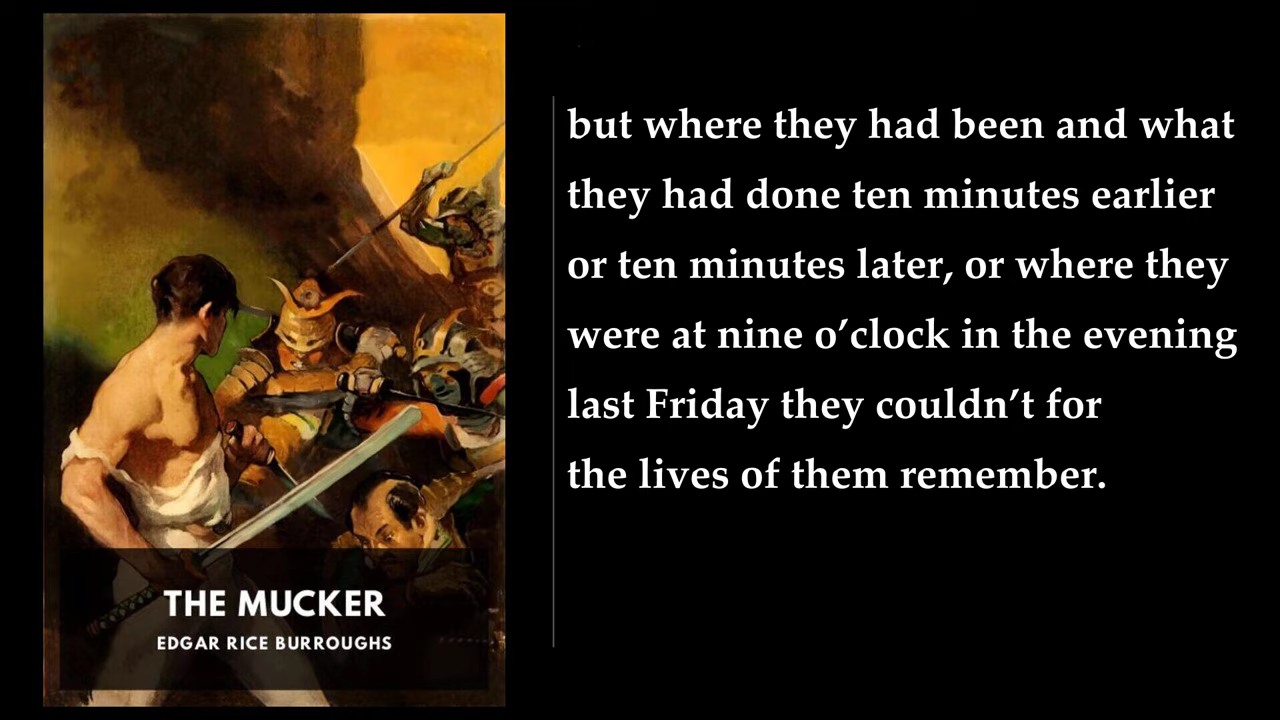 THE MUCKER
EDGAR RICE BURROUGHS
but where they had been and what
they had done ten minutes earlier
or ten minutes later, or where they
were at nine o’clock in the evening
last Friday they couldn’t for
the lives of them remember.